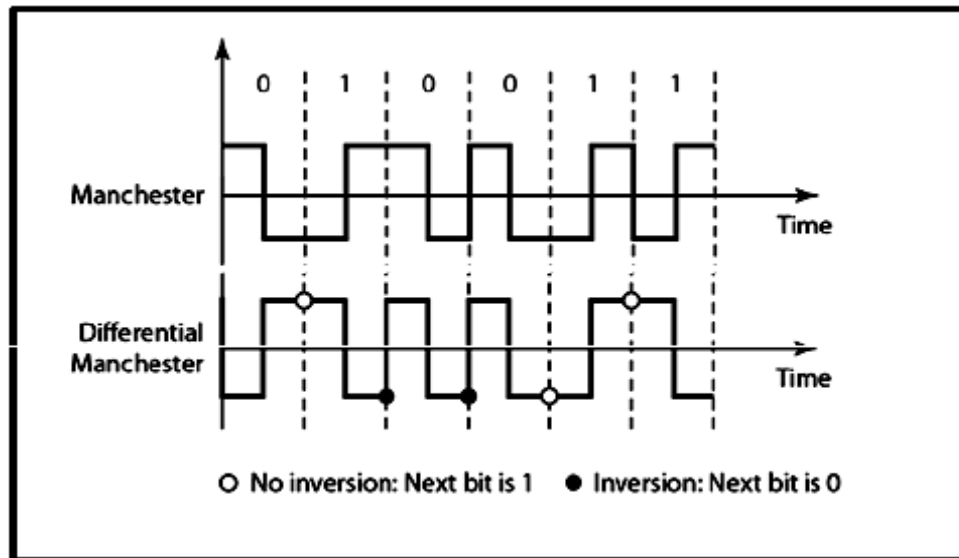 0 1 0 0 1 1
Manchester
Time
Differential
Manchester
Time
No inversion: Next bit is 1 Inversion: Next bit is 0